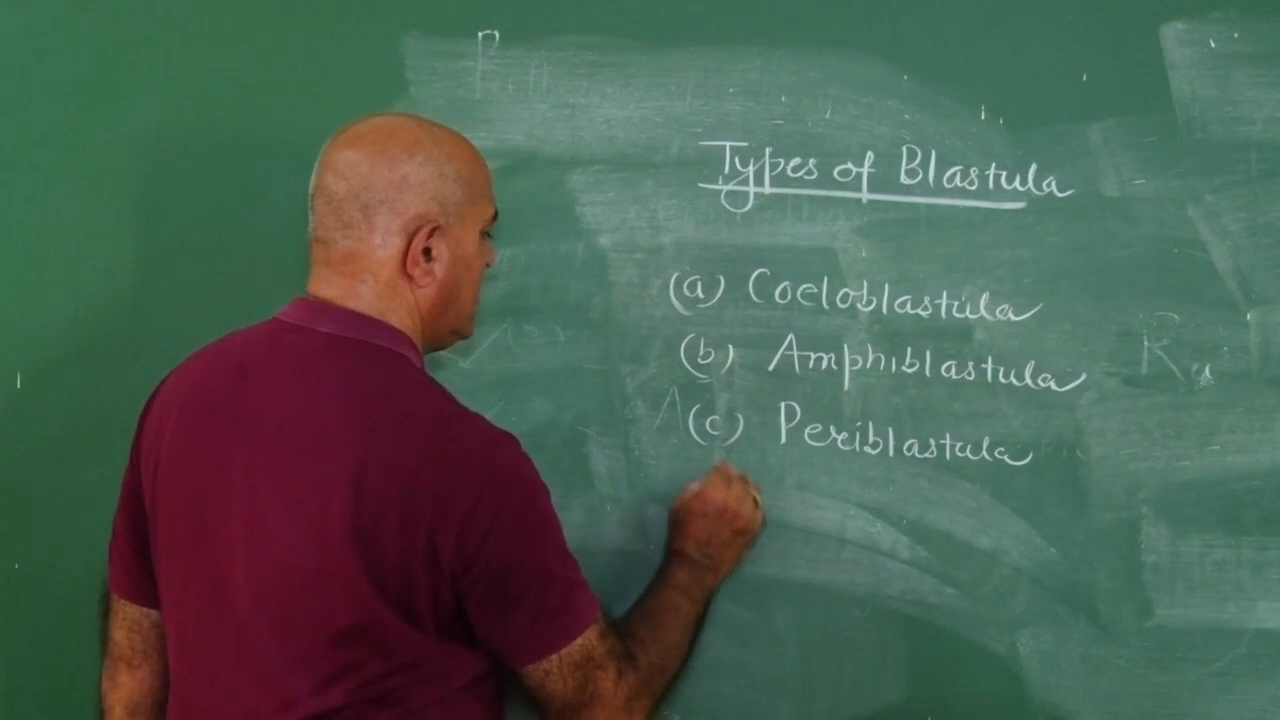 Types of Blastula
(a) Coeloblastula
(b) Amphiblastula
(c) Periblastula